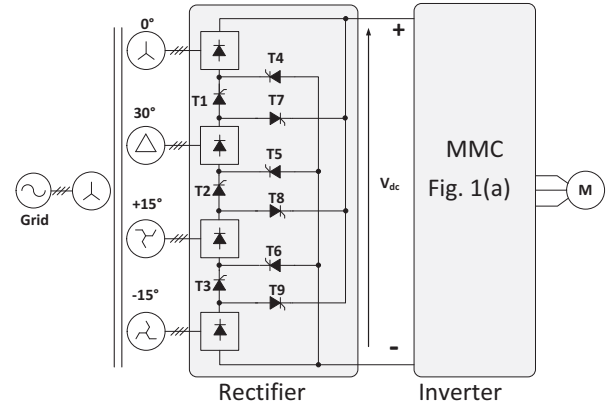 0°
T4
T1
T7
30°
T5
T2
T8
Grid
+15°
T6
T3
T9
-15°
+
Vdc
-
MMC
Fig. 1(a)
M
Rectifier
Inverter